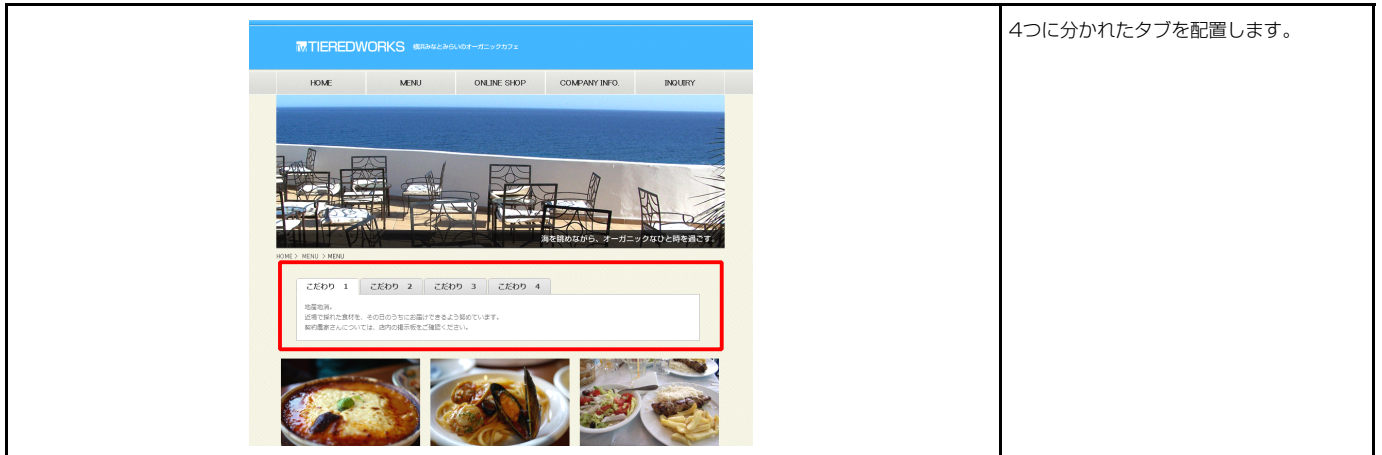 TIEREDWORKS 横浜みなとみらいのオーガニックカフェ
HOME MENU ONLINE SHOP COMPANY INFO. INQUIRY
海を眺めながら、オーガニックなひと時を過ごす。
HOME > MENU > MENU
こだわり 1 こだわり 2 こだわり 3 こだわり 4
地産地消。
近場で採れた食材を、その日のうちにお届けできるよう努めています。
契約農家さんについては、店内の掲示板をご確認ください。
4つに分かれたタブを配置します。